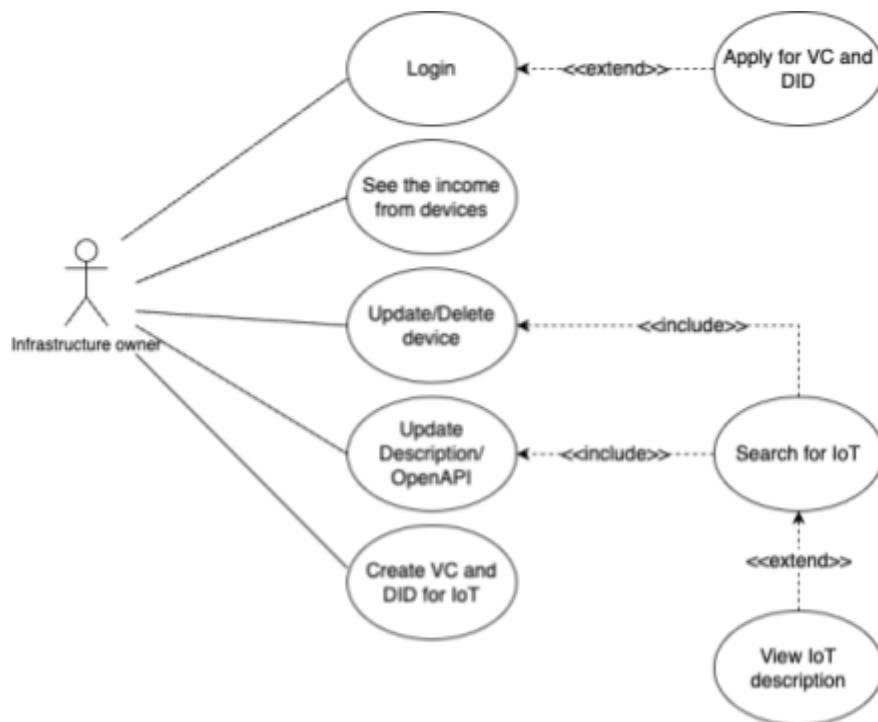 Login
<<extend>>
Apply for VC and
DID
See the income
from devices
Infrastructure owner
Update/Delete
device
<<include>>
Update
Description/
OpenAPI
<<include>>
Search for IoT
Create VC and
DID for IoT
<<extend>>
View IoT
description